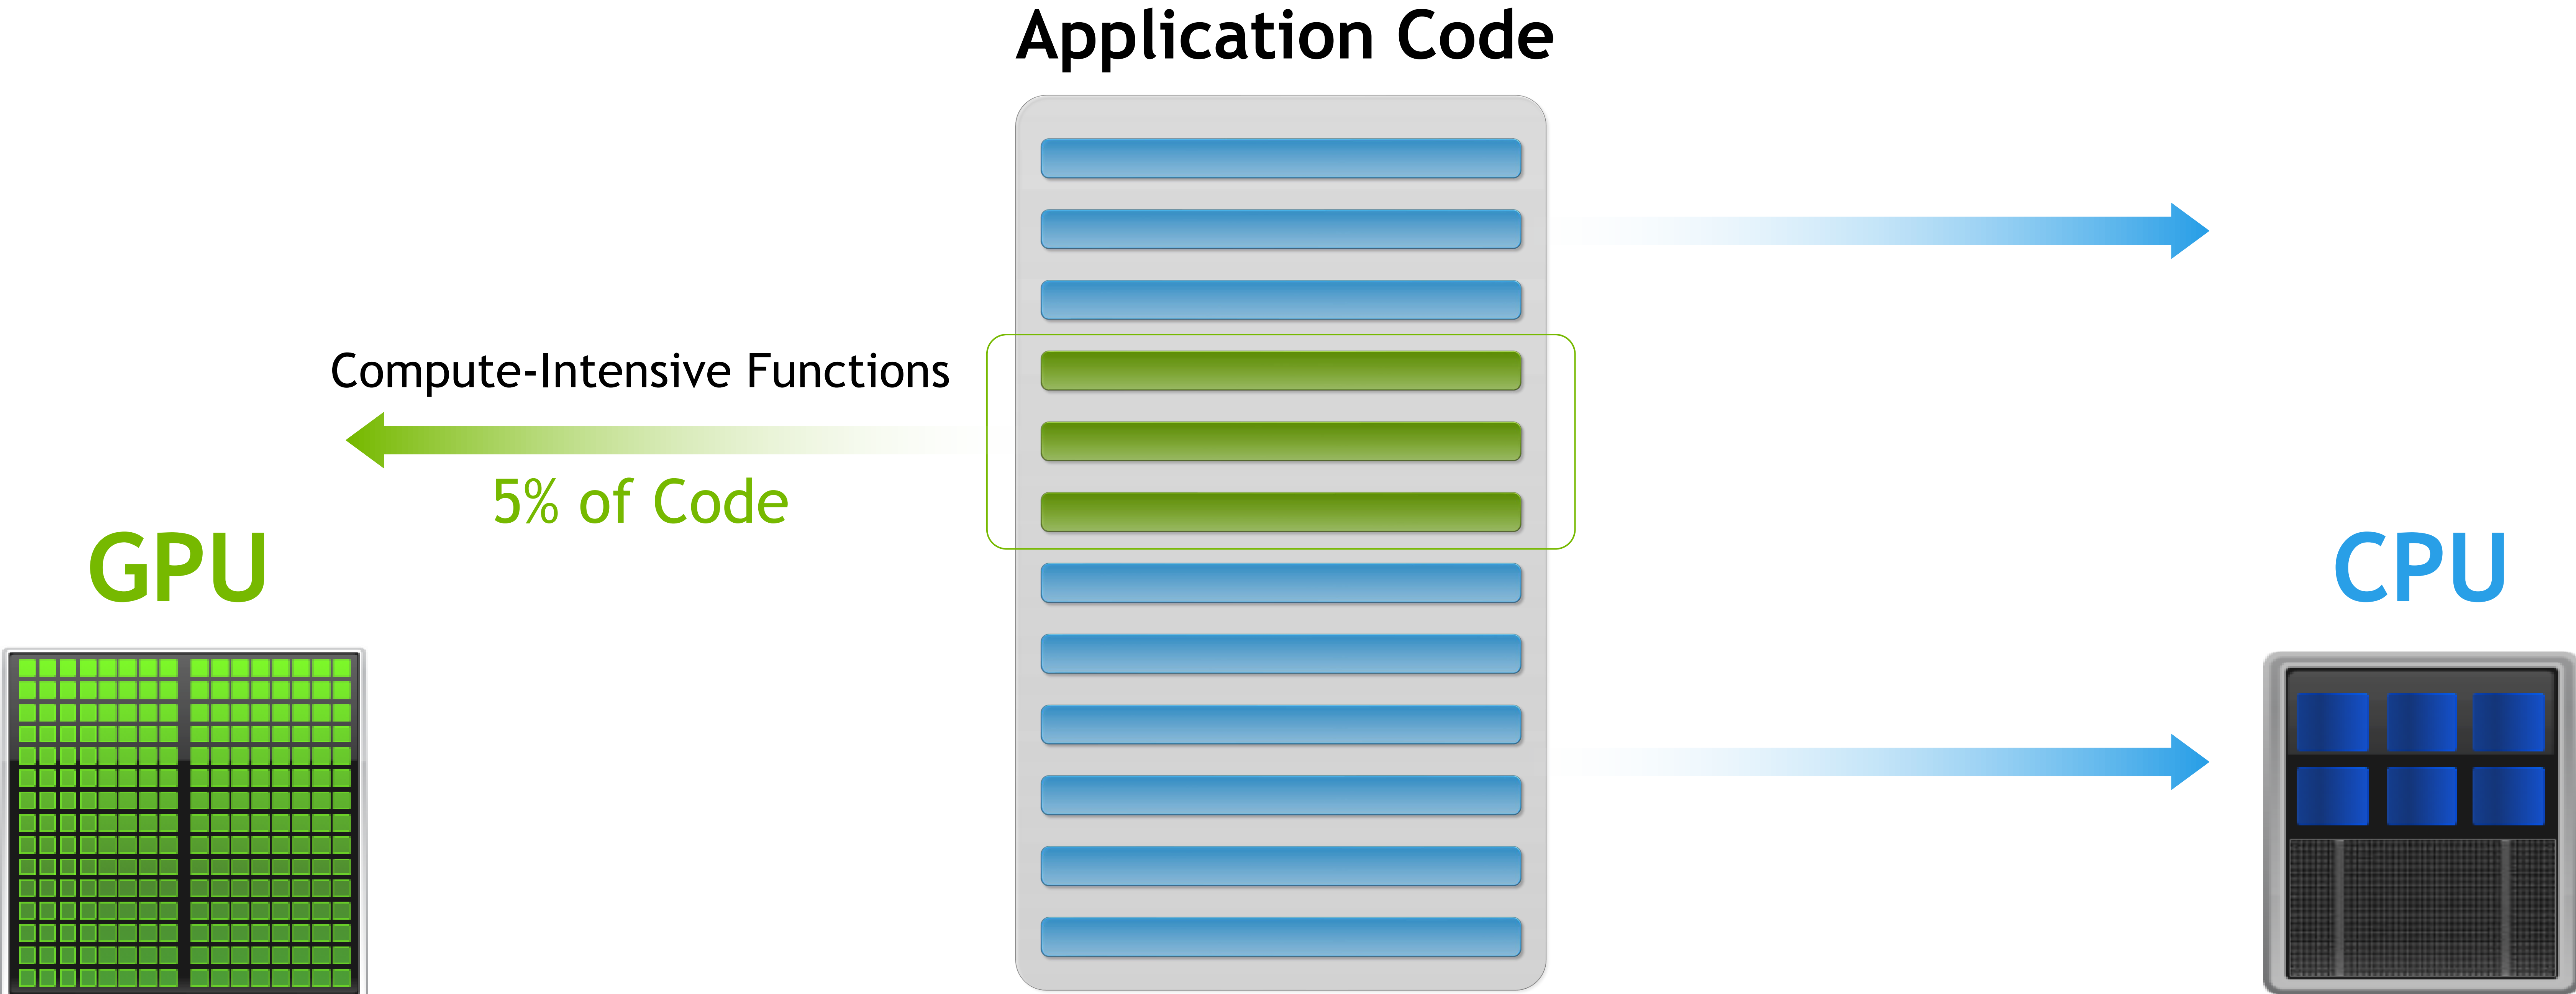 Application Code
Compute-Intensive Functions
5% of Code
GPU
CPU